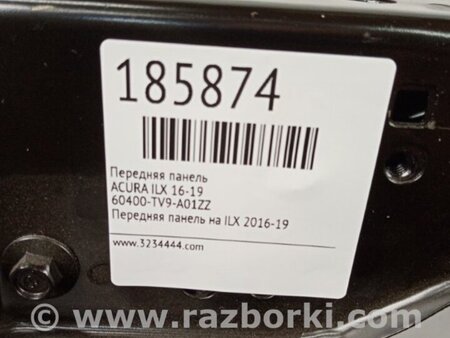 185874
Передняя панель
ACURA ILX 16-19
60400-TV9-A01ZZ
Передняя панель на ILX 2016-19
www.3234444.com
www.razborki.com